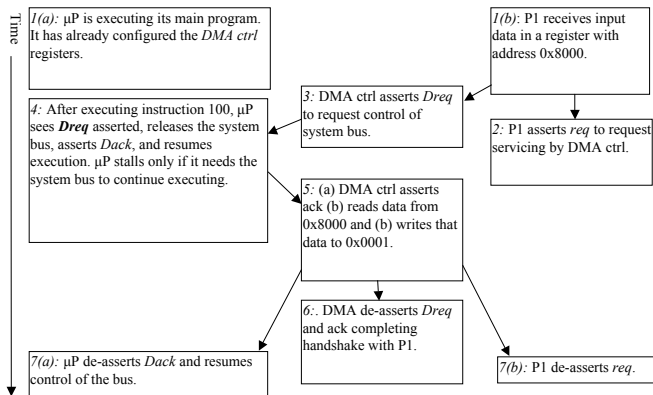 Time
1(a): μP is executing its main program.
It has already configured the DMA ctrl
registers.
1(b): P1 receives input
data in a register with
address 0x8000.
2: P1 asserts req to request
servicing by DMA ctrl.
3: DMA ctrl asserts Dreq
to request control of
system bus.
4: After executing instruction 100, μP
sees Dreq asserted, releases the system
bus, asserts Dack, and resumes
execution. μP stalls only if it needs the
system bus to continue executing.
5: (a) DMA ctrl asserts
ack (b) reads data from
0x8000 and (b) writes that
data to 0x0001.
6:. DMA de-asserts Dreq
and ack completing
handshake with P1.
7(a): μP de-asserts Dack and resumes
control of the bus.
7(b): P1 de-asserts req.